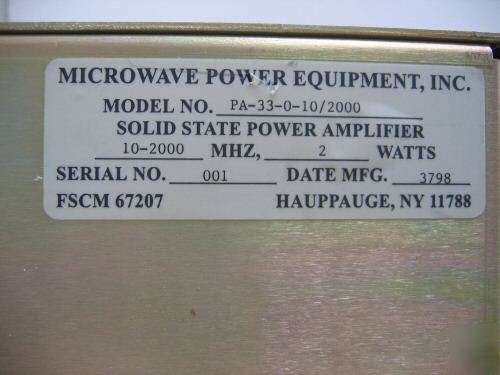 MICROWAVE POWER EQUIPMENT, INC.
MODEL NO. PA-33-0-10/2000
SOLID STATE POWER AMPLIFIER
10-2000 MHZ, 2 WATTS
SERIAL NO. 001 DATE MFG. 3798
FSCM 67207 HAUPPAUGE, NY 11788